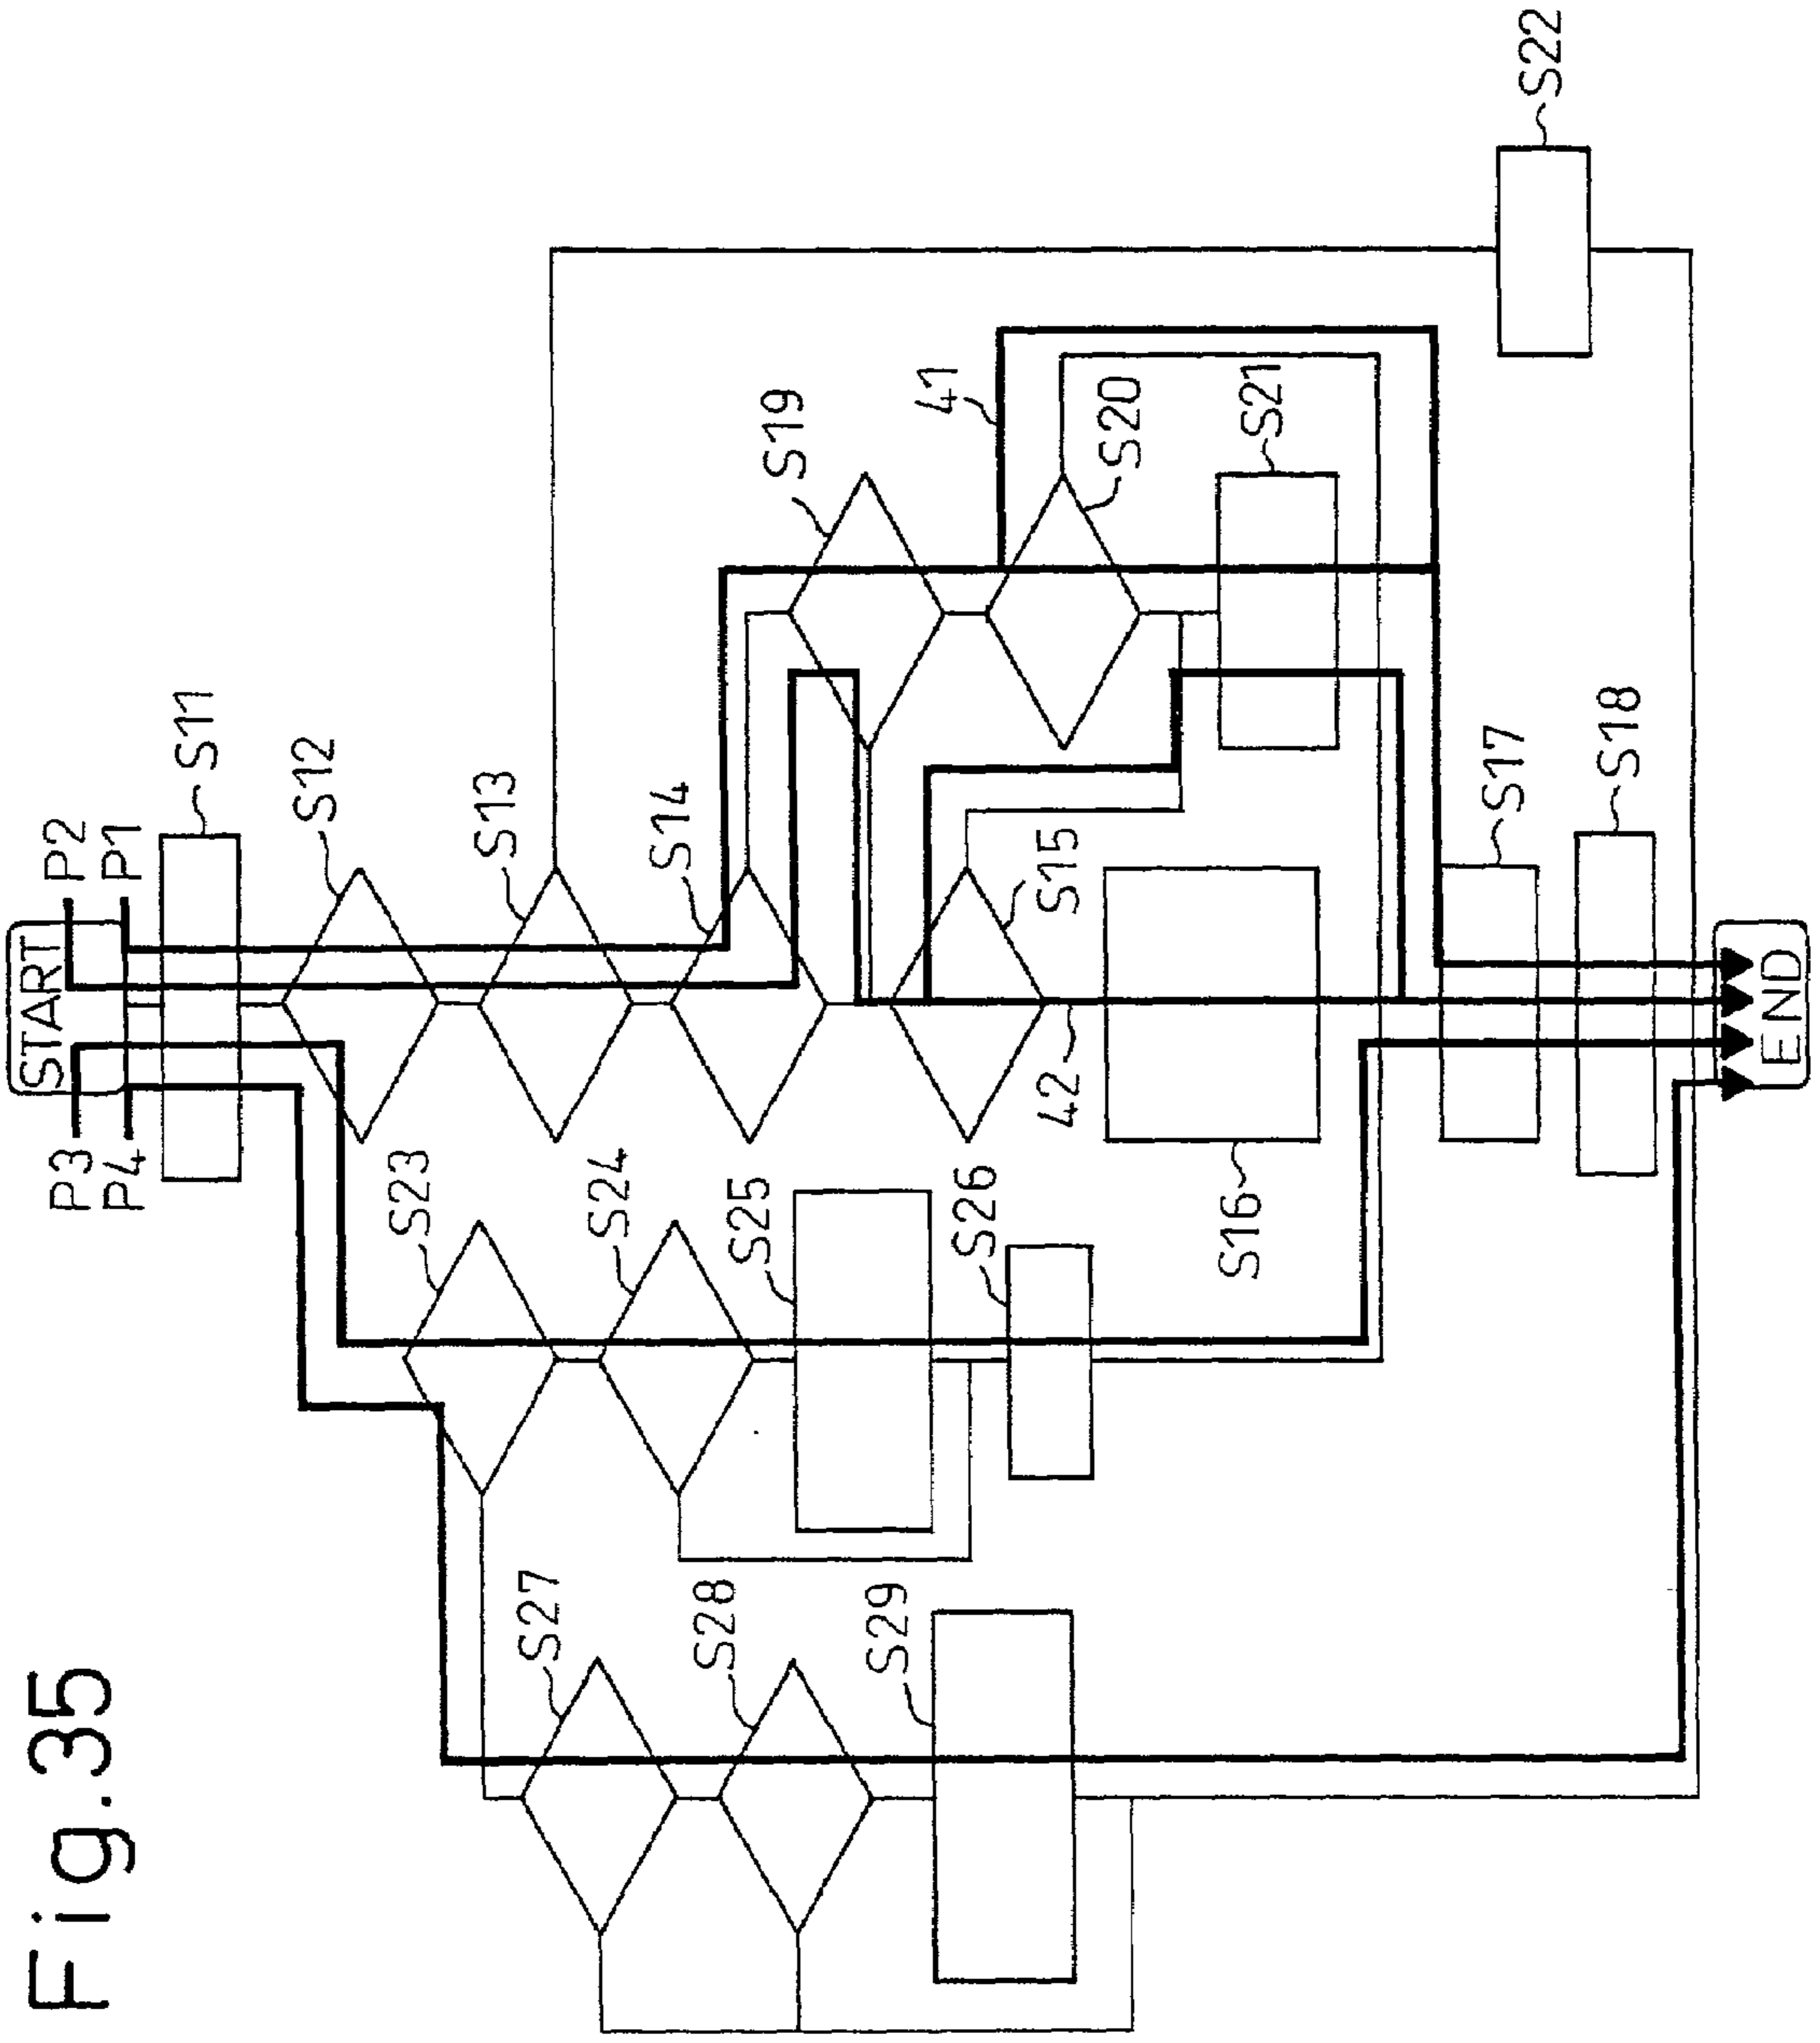 Fig.35
START
P2
P1
P3
P4
S11
S12
S13
S14
S19
41
S20
S21
S22
S15
42
S16
S17
S18
S23
S24
S25
S26
S27
S28
S29
END